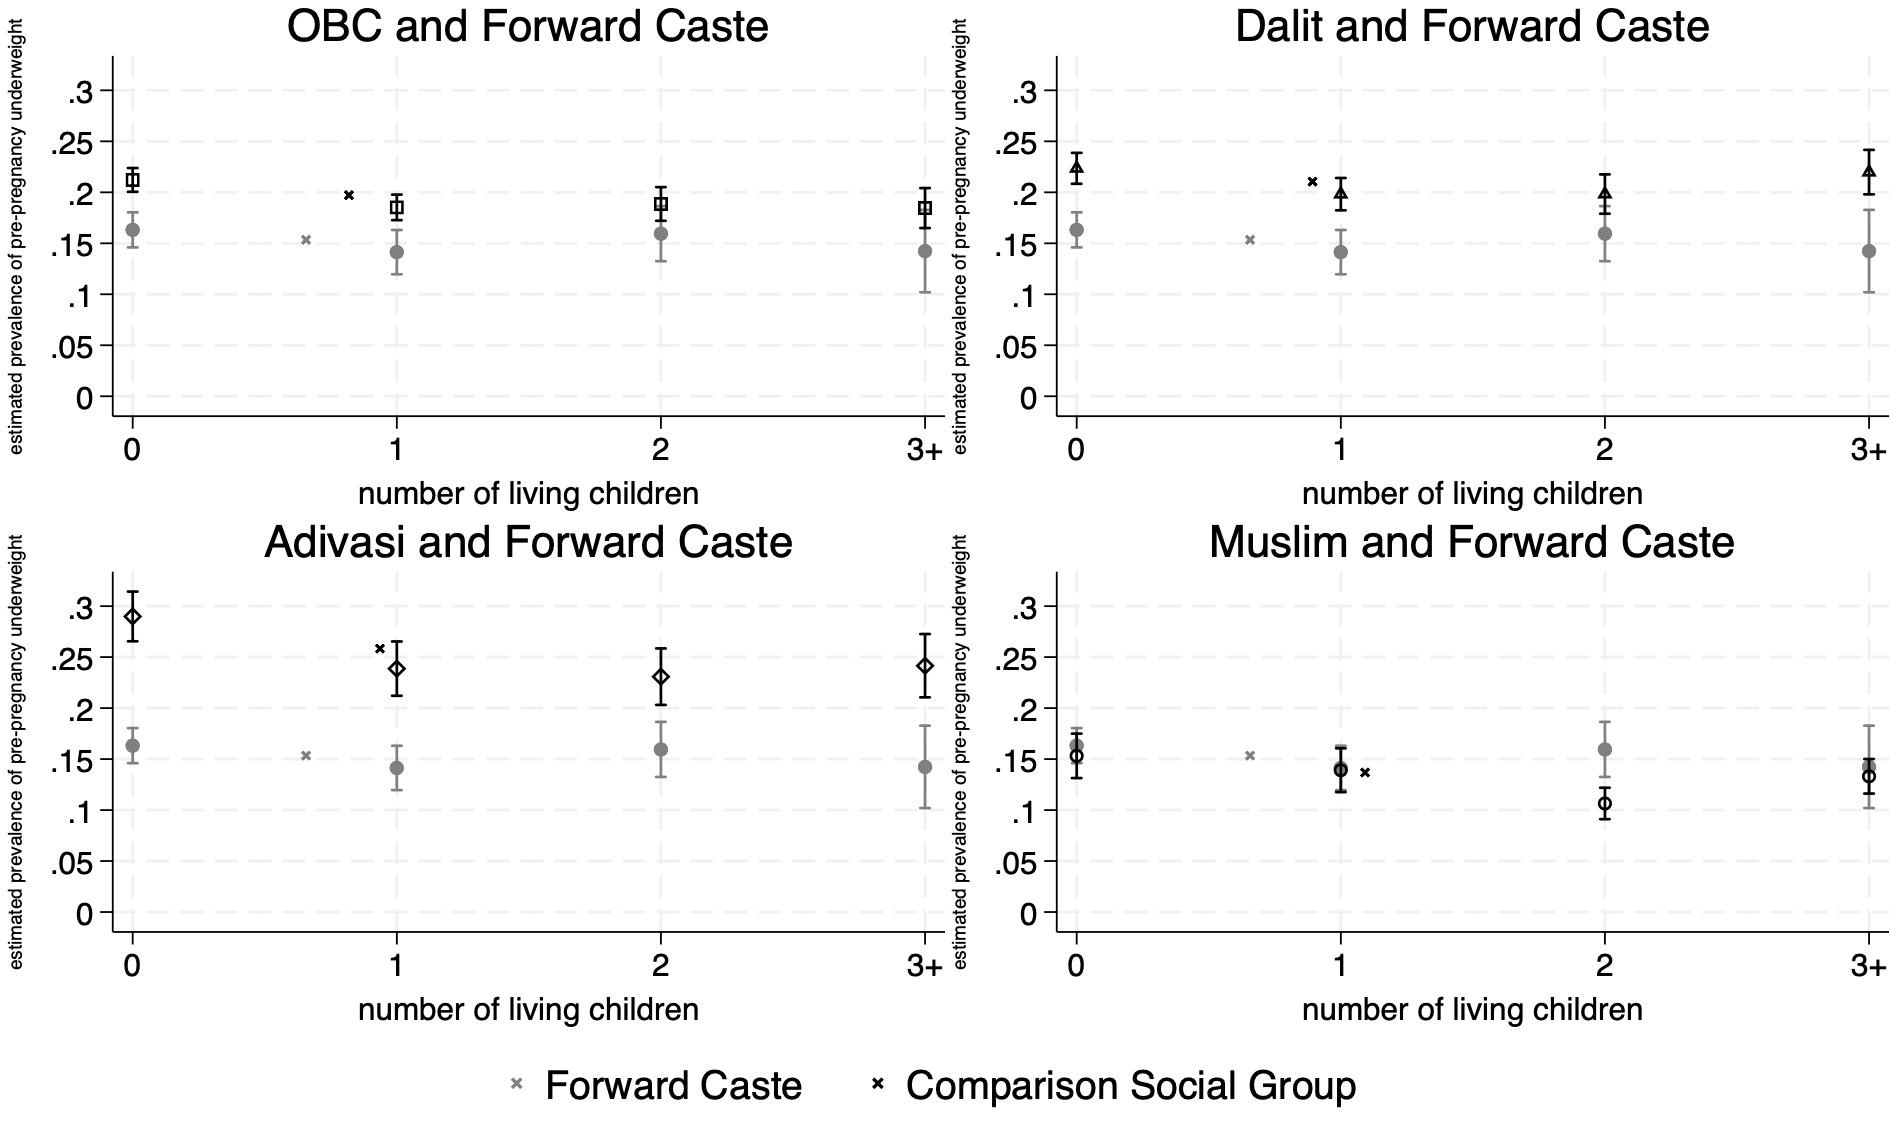 OBC and Forward Caste
estimated prevalence of pre-pregnancy underweight
.3
.25
.2
.15
.1
.05
0
0 1 2 3+
number of living children
Dalit and Forward Caste
estimated prevalence of pre-pregnancy underweight
.3
.25
.2
.15
.1
.05
0
0 1 2 3+
number of living children
Adivasi and Forward Caste
estimated prevalence of pre-pregnancy underweight
.3
.25
.2
.15
.1
.05
0
0 1 2 3+
number of living children
Muslim and Forward Caste
estimated prevalence of pre-pregnancy underweight
.3
.25
.2
.15
.1
.05
0
0 1 2 3+
number of living children
Forward Caste Comparison Social Group